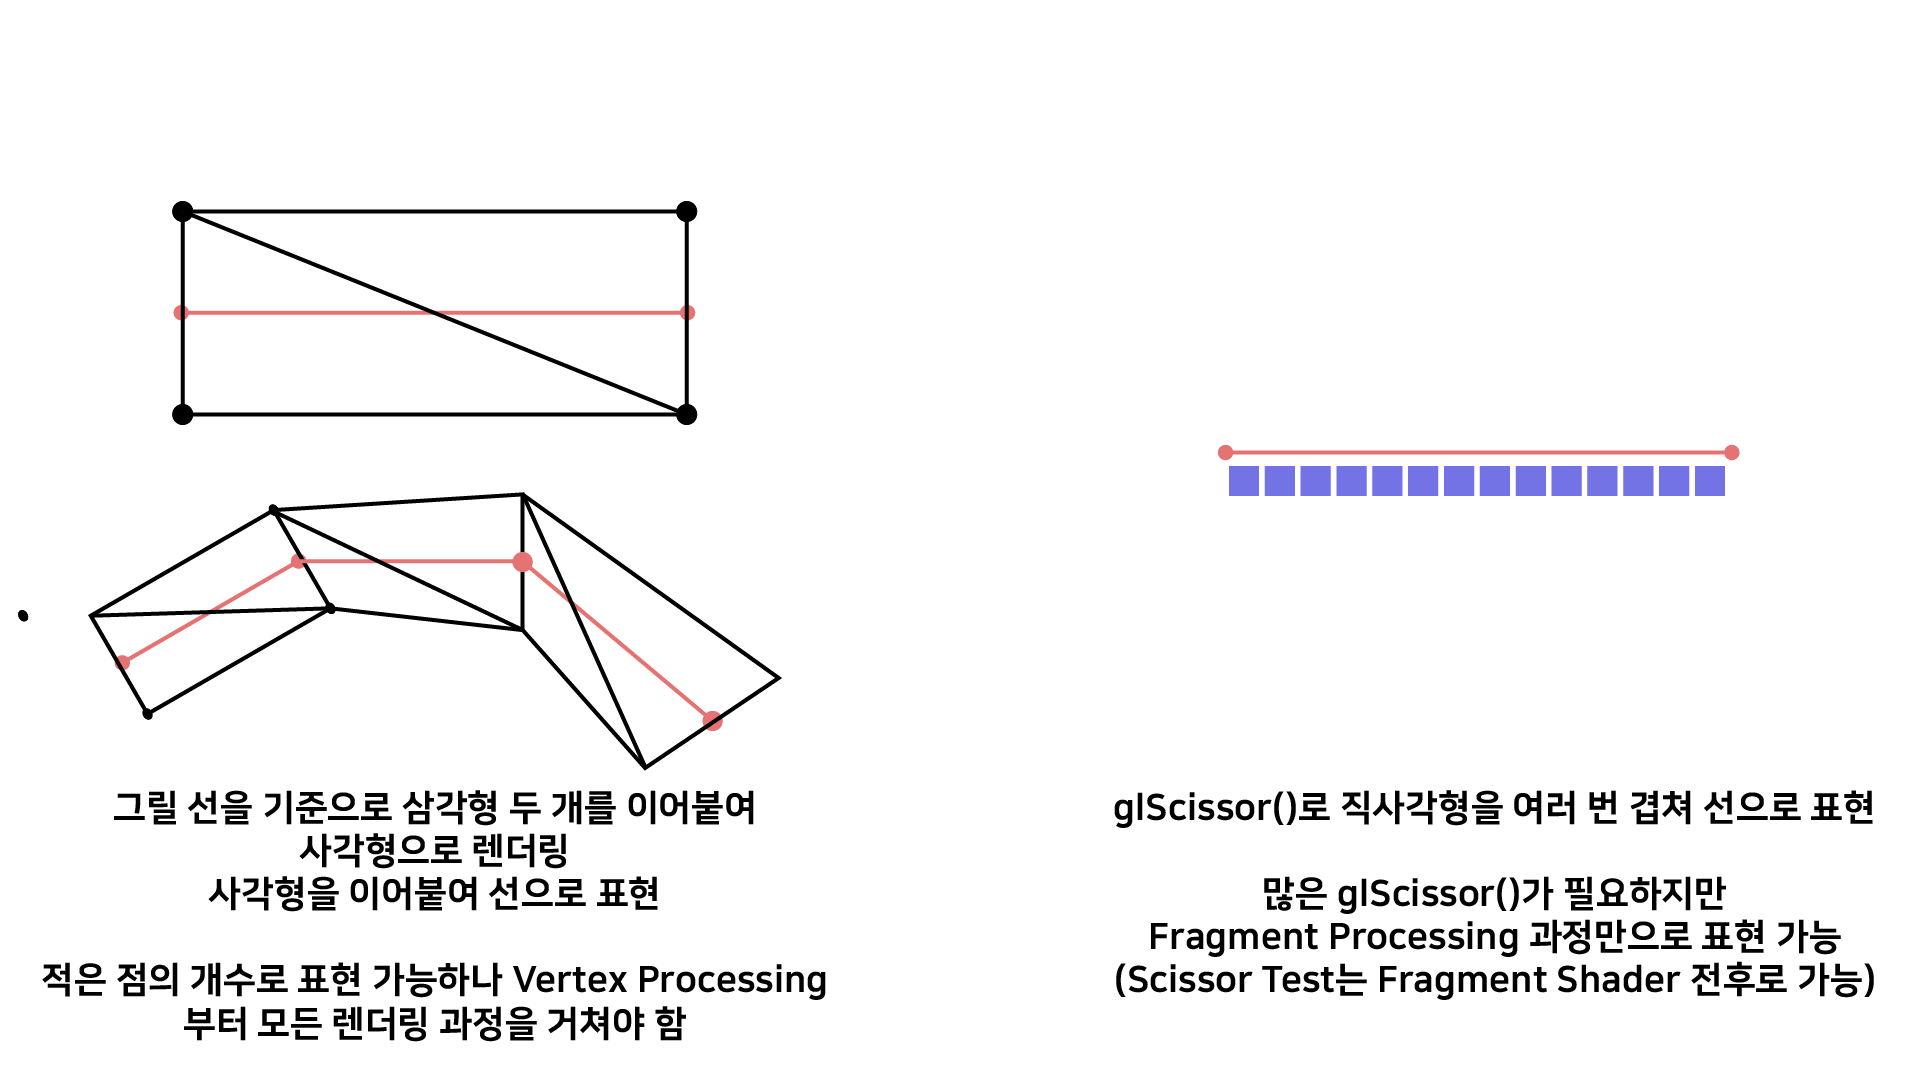 그릴 선을 기준으로 삼각형 두 개를 이어붙여
사각형으로 렌더링
사각형을 이어붙여 선으로 표현
적은 점의 개수로 표현 가능하나 Vertex Processing
부터 모든 렌더링 과정을 거쳐야 함
glScissor()로 직사각형을 여러 번 겹쳐 선으로 표현
많은 glScissor()가 필요하지만
Fragment Processing 과정만으로 표현 가능
(Scissor Test는 Fragment Shader 전후로 가능)